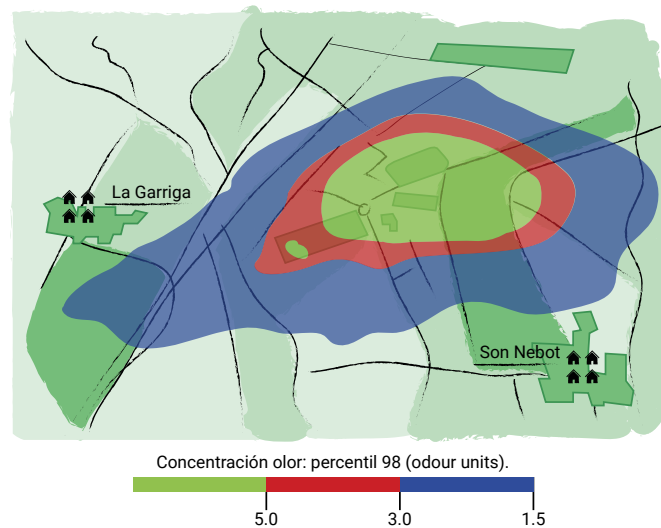 La Garriga
Son Nebot
Concentración olor: percentil 98 (odour units).
5.0 3.0 1.5